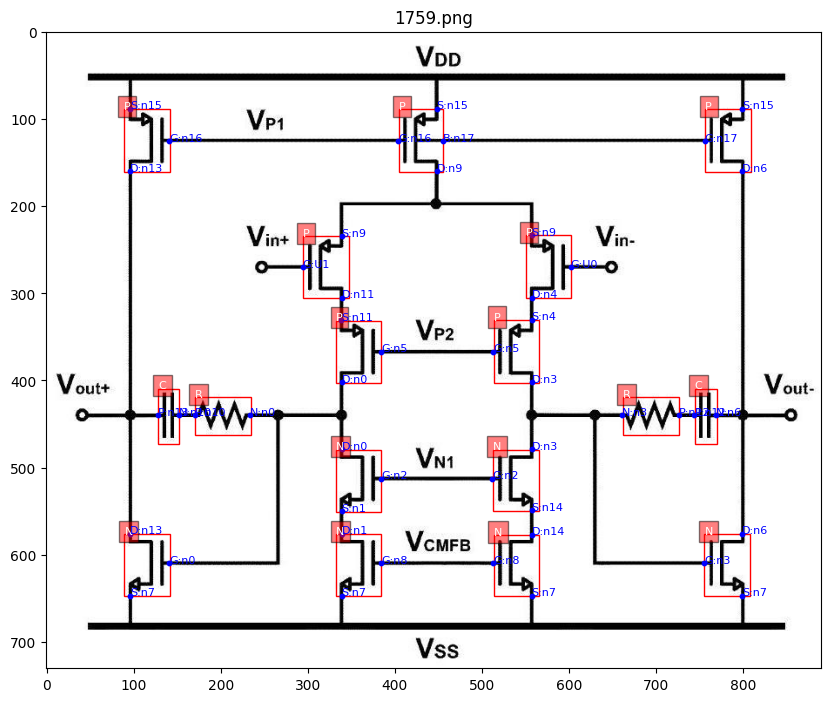 1759.png
VDD
P S:n15
P S:n15
P S:n15
VP1
G:n16
G:n16
B:n17
G:n17
D:n13
D:n9
D:n6
Vin+
Vin-
P S:n9
P S:n9
G:U1
G:U0
D:n11
D:n4
P S:n11
P S:n4
VP2
G:n5
G:n5
D:n0
D:n3
Vout+
Vout-
C
R
R
C
N:n0
N:n3
N:n6
N D:n0
N D:n3
VN1
G:n2
G:n2
S:n1
S:n14
N D:n13
N D:n1
N D:n14
N D:n6
VCMFB
G:n0
G:n8
G:n8
G:n3
S:n7
S:n7
S:n7
S:n7
VSS
0
100
200
300
400
500
600
700
0 100 200 300 400 500 600 700 800